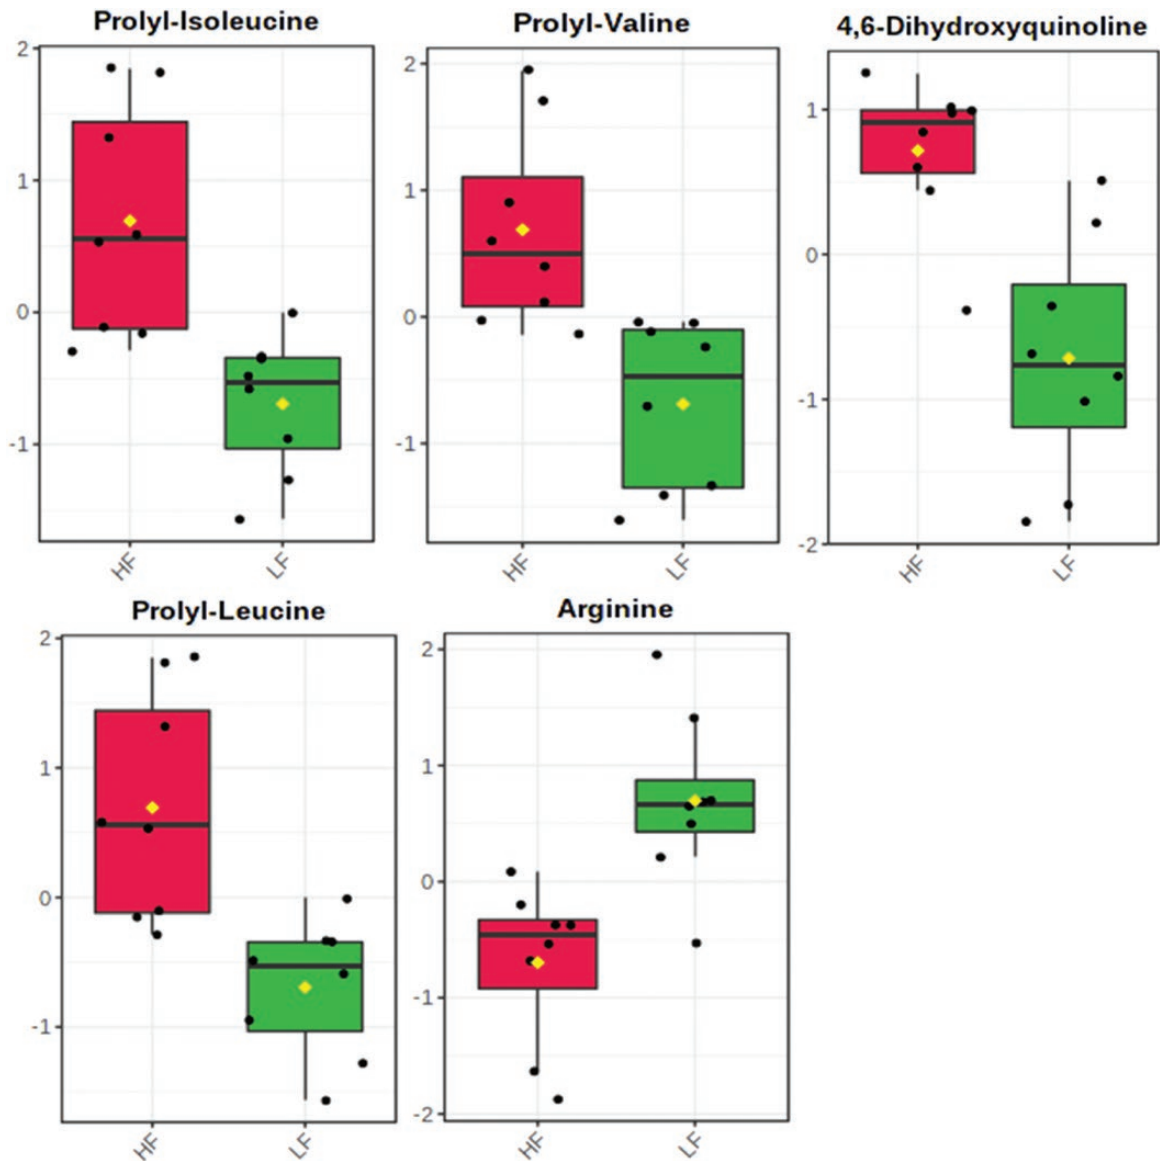 Prolyl-Isoleucine
2
1
0
-1
HF
LF
Prolyl-Valine
2
1
0
-1
HF
LF
4,6-Dihydroxyquinoline
1
0
-1
-2
HF
LF
Prolyl-Leucine
2
1
0
-1
HF
LF
Arginine
2
1
0
-1
-2
HF
LF